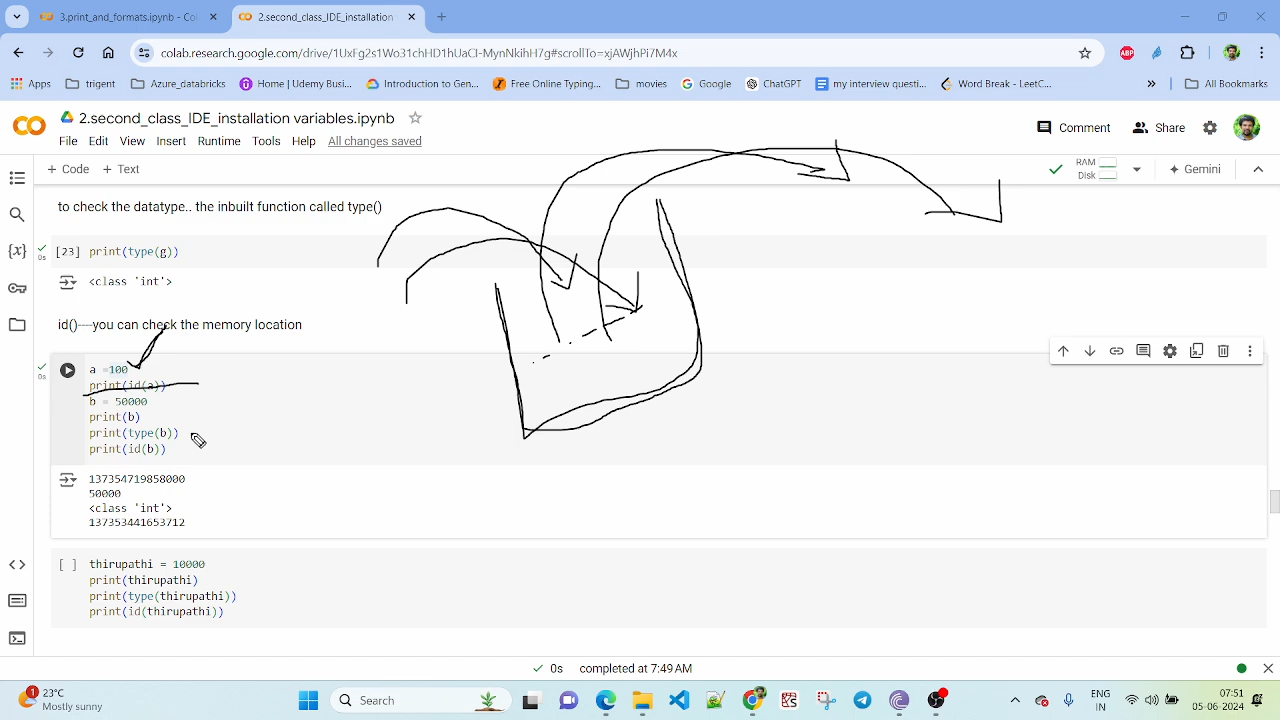 3.print_and_formats.ipynb - Col
2.second_class_IDE_installation
colab.research.google.com/drive/1UxFg2s1Wo31chHD1hUaCI-MynNkihH7g#scrollTo=xjAWjhPi7M4x
ABP
Apps
trigent
Azure_databricks
Home | Udemy Busi...
Introduction to Gen...
Free Online Typing...
movies
Google
ChatGPT
my interview questi...
Word Break - LeetC...
All Bookmarks
2.second_class_IDE_installation variables.ipynb
File Edit View Insert Runtime Tools Help All changes saved
Comment
Share
+ Code + Text
RAM
Disk
Gemini
to check the datatype.. the inbuilt function called type()
[23] print(type(g))
0s
<class 'int'>
id()----you can check the memory location
0s
a =100
print(id(a))
b = 50000
print(b)
print(type(b))
print(id(b))
137354719858000
50000
<class 'int'>
137353441653712
[ ] thirupathi = 10000
print(thirupathi)
print(type(thirupathi))
print(id(thirupathi))
0s completed at 7:49 AM
1
23°C
Mostly sunny
Search
ENG
IN
07:51
05-06-2024